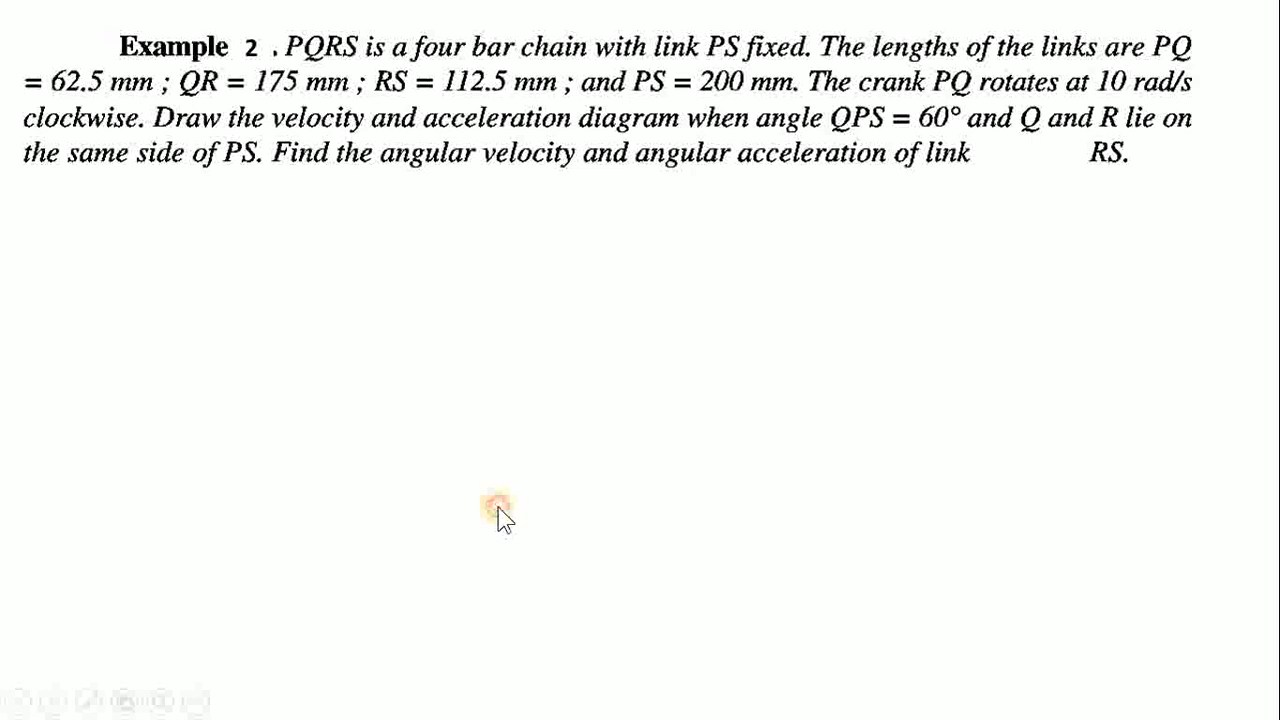 Example 2 . PQRS is a four bar chain with link PS fixed. The lengths of the links are PQ
= 62.5 mm ; QR = 175 mm ; RS = 112.5 mm ; and PS = 200 mm. The crank PQ rotates at 10 rad/s
clockwise. Draw the velocity and acceleration diagram when angle QPS = 60° and Q and R lie on
the same side of PS. Find the angular velocity and angular acceleration of link RS.